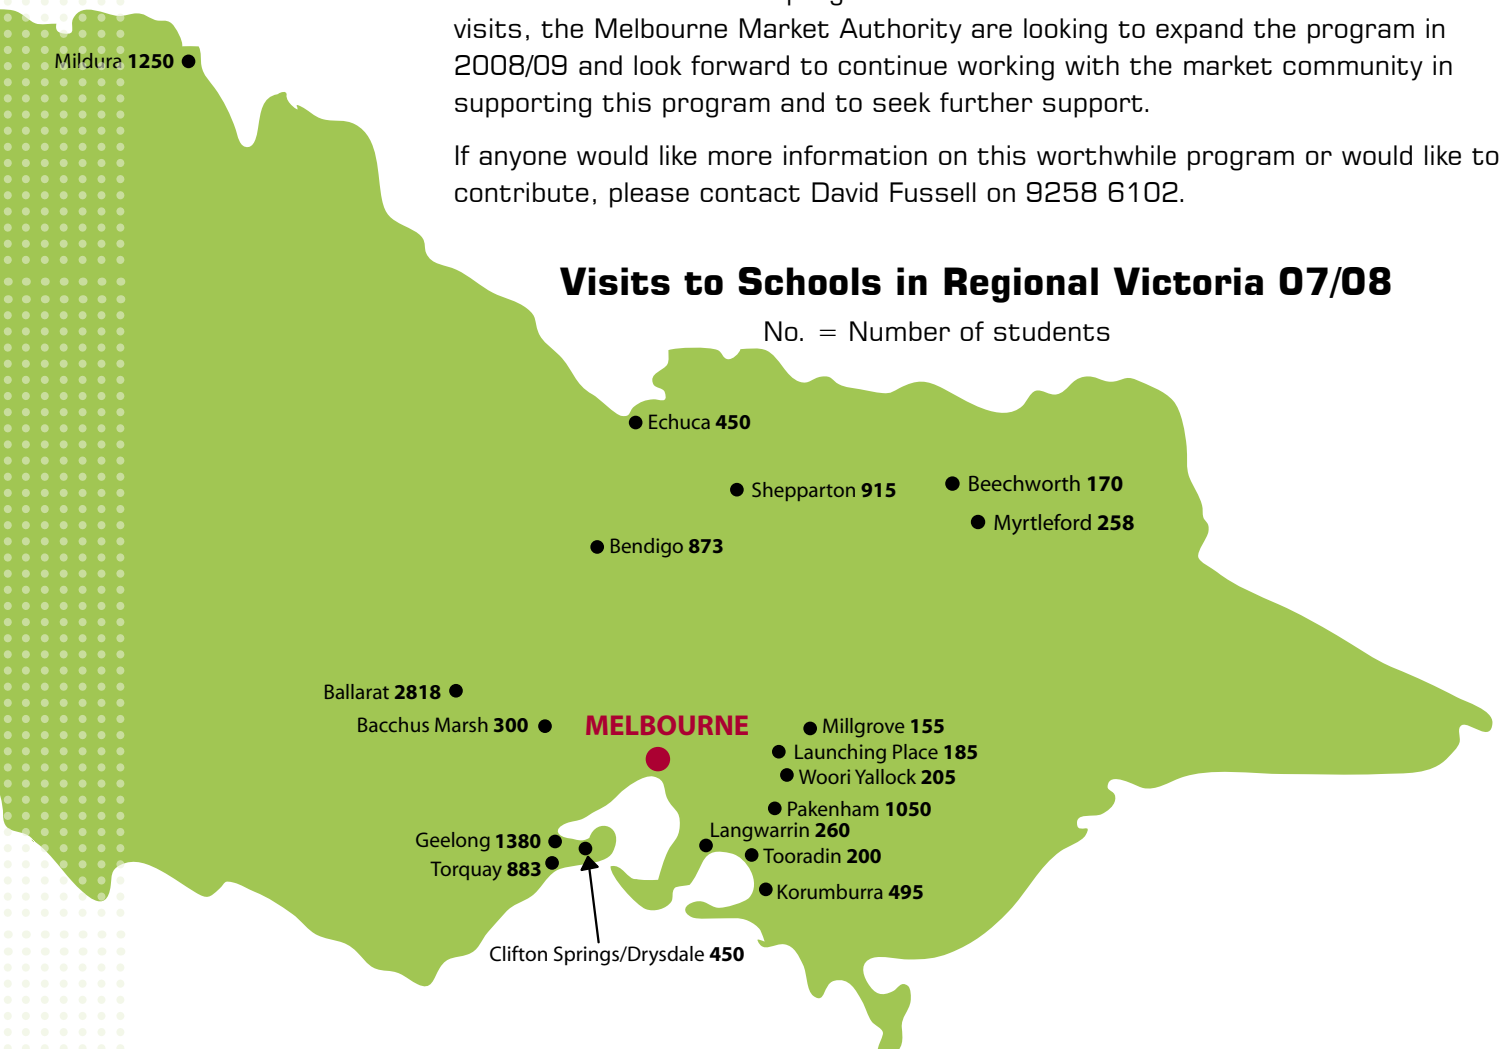 visits, the Melbourne Market Authority are looking to expand the program in
2008/09 and look forward to continue working with the market community in
supporting this program and to seek further support.
If anyone would like more information on this worthwhile program or would like to
contribute, please contact David Fussell on 9258 6102.
Visits to Schools in Regional Victoria 07/08
No. = Number of students
Mildura 1250
Echuca 450
Shepparton 915
Beechworth 170
Myrtleford 258
Bendigo 873
Ballarat 2818
Bacchus Marsh 300
MELBOURNE
Millgrove 155
Launching Place 185
Woori Yallock 205
Pakenham 1050
Langwarrin 260
Geelong 1380
Tooradin 200
Torquay 883
Korumburra 495
Clifton Springs/Drysdale 450